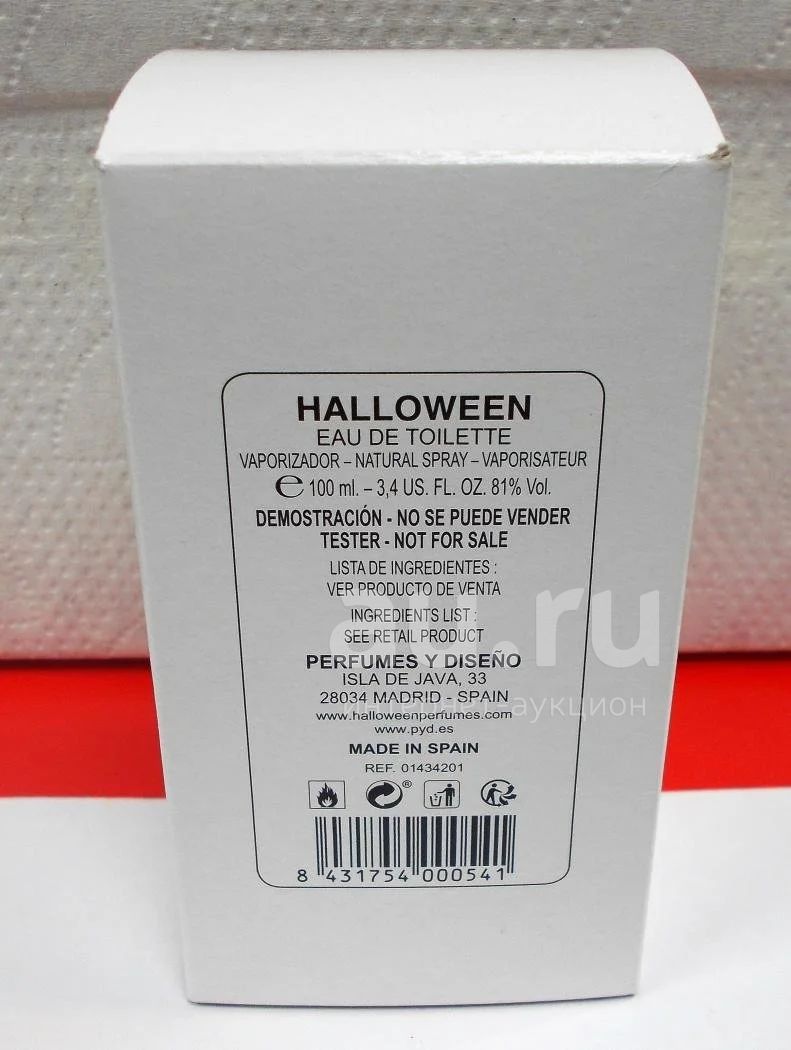 HALLOWEEN
EAU DE TOILETTE
VAPORIZADOR – NATURAL SPRAY – VAPORISATEUR
℮ 100 ml. – 3,4 US. FL. OZ. 81% Vol.
DEMOSTRACIÓN - NO SE PUEDE VENDER
TESTER - NOT FOR SALE
LISTA DE INGREDIENTES :
VER PRODUCTO DE VENTA
INGREDIENTS LIST :
SEE RETAIL PRODUCT
au.ru
PERFUMES Y DISEÑO
ISLA DE JAVA, 33
28034 MADRID - SPAIN
интернет-аукцион
www.halloweenperfumes.com
www.pyd.es
MADE IN SPAIN
REF. 01434201
®
8 431754 000541